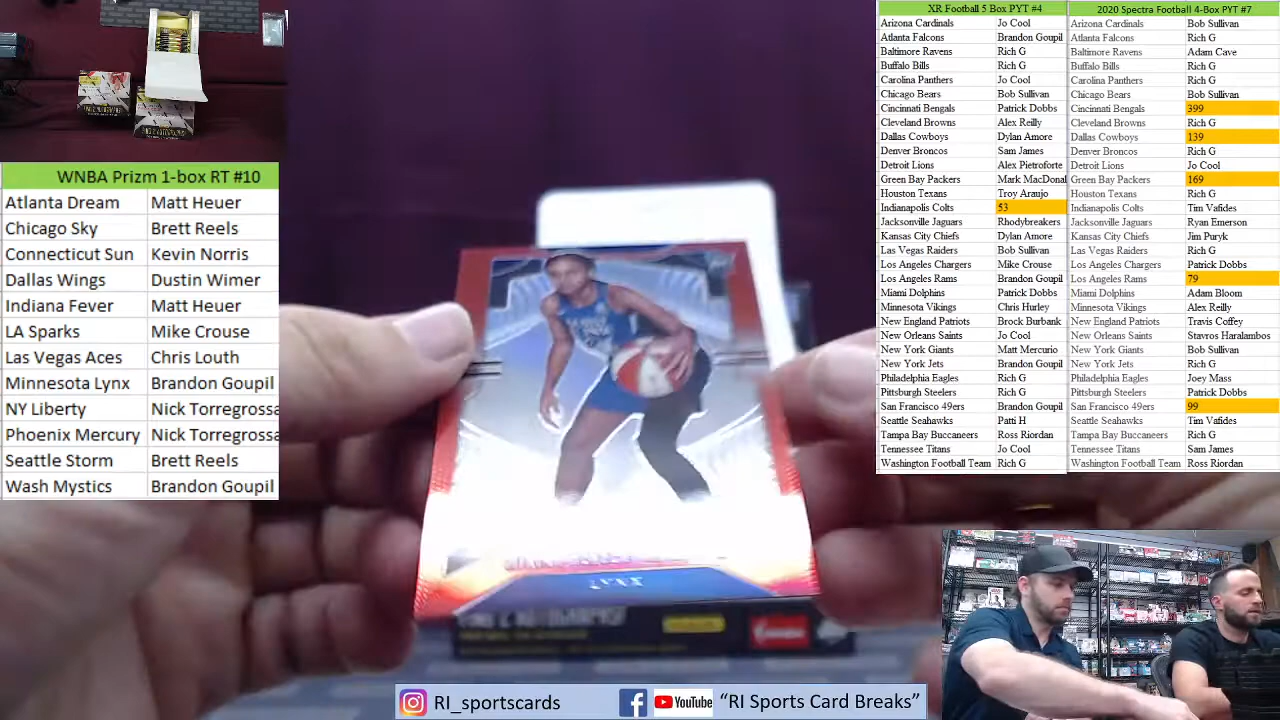 WNBA Prizm 1-box RT #10
Atlanta Dream Matt Heuer
Chicago Sky Brett Reels
Connecticut Sun Kevin Norris
Dallas Wings Dustin Wimer
Indiana Fever Matt Heuer
LA Sparks Mike Crouse
Las Vegas Aces Chris Louth
Minnesota Lynx Brandon Goupil
NY Liberty Nick Torregrossa
Phoenix Mercury Nick Torregrossa
Seattle Storm Brett Reels
Wash Mystics Brandon Goupil
LYNX
XR Football 5 Box PYT #4
Arizona Cardinals Jo Cool
Atlanta Falcons Brandon Goupil
Baltimore Ravens Rich G
Buffalo Bills Rich G
Carolina Panthers Jo Cool
Chicago Bears Bob Sullivan
Cincinnati Bengals Patrick Dobbs
Cleveland Browns Alex Reilly
Dallas Cowboys Dylan Amore
Denver Broncos Sam James
Detroit Lions Alex Pietroforte
Green Bay Packers Mark MacDonal
Houston Texans Troy Araujo
Indianapolis Colts 53
Jacksonville Jaguars Rhodybreakers
Kansas City Chiefs Dylan Amore
Las Vegas Raiders Bob Sullivan
Los Angeles Chargers Mike Crouse
Los Angeles Rams Brandon Goupil
Miami Dolphins Patrick Dobbs
Minnesota Vikings Chris Hurley
New England Patriots Brock Burbank
New Orleans Saints Jo Cool
New York Giants Matt Mercurio
New York Jets Brandon Goupil
Philadelphia Eagles Rich G
Pittsburgh Steelers Rich G
San Francisco 49ers Brandon Goupil
Seattle Seahawks Patti H
Tampa Bay Buccaneers Ross Riordan
Tennessee Titans Jo Cool
Washington Football Team Rich G
2020 Spectra Football 4-Box PYT #7
Arizona Cardinals Bob Sullivan
Atlanta Falcons Rich G
Baltimore Ravens Adam Cave
Buffalo Bills Rich G
Carolina Panthers Rich G
Chicago Bears Bob Sullivan
Cincinnati Bengals 399
Cleveland Browns Rich G
Dallas Cowboys 139
Denver Broncos Rich G
Detroit Lions Jo Cool
Green Bay Packers 169
Houston Texans Rich G
Indianapolis Colts Tim Vafides
Jacksonville Jaguars Ryan Emerson
Kansas City Chiefs Jim Puryk
Las Vegas Raiders Rich G
Los Angeles Chargers Patrick Dobbs
Los Angeles Rams 79
Miami Dolphins Adam Bloom
Minnesota Vikings Alex Reilly
New England Patriots Travis Coffey
New Orleans Saints Stavros Haralambos
New York Giants Bob Sullivan
New York Jets Rich G
Philadelphia Eagles Joey Mass
Pittsburgh Steelers Patrick Dobbs
San Francisco 49ers 99
Seattle Seahawks Tim Vafides
Tampa Bay Buccaneers Rich G
Tennessee Titans Sam James
Washington Football Team Ross Riordan
RI_sportscards YouTube "RI Sports Card Breaks"